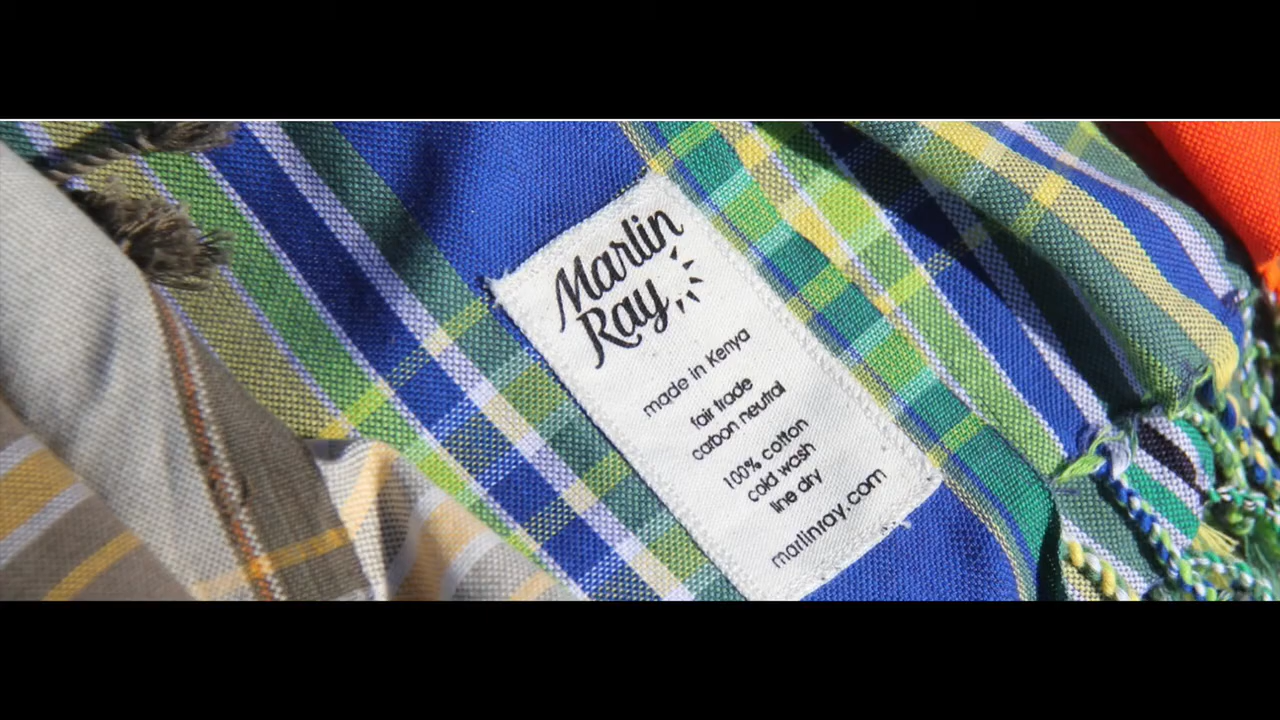 Marlin
Ray
made in Kenya
fair trade
carbon neutral
100% cotton
cold wash
line dry
marlinray.com